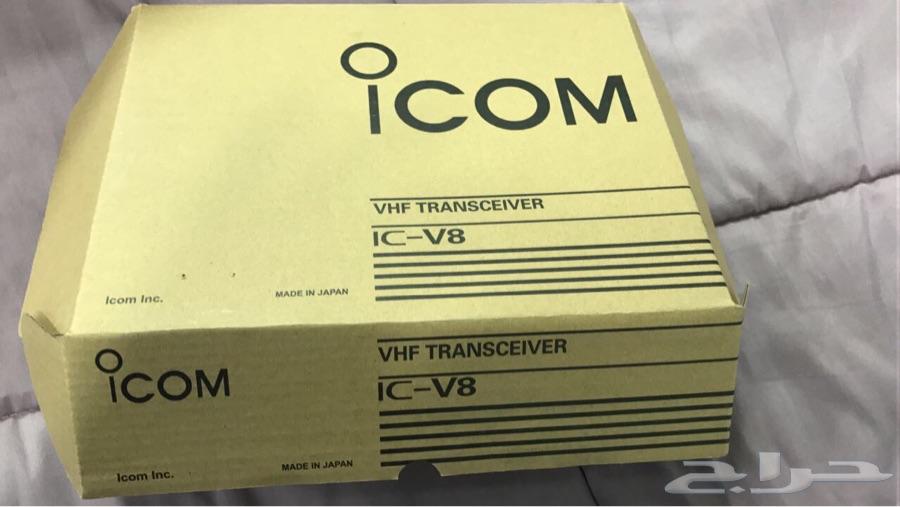 iCOM
VHF TRANSCEIVER
IC-V8
Icom Inc.
MADE IN JAPAN
iCOM
VHF TRANSCEIVER
IC-V8
Icom Inc.
MADE IN JAPAN
حراج